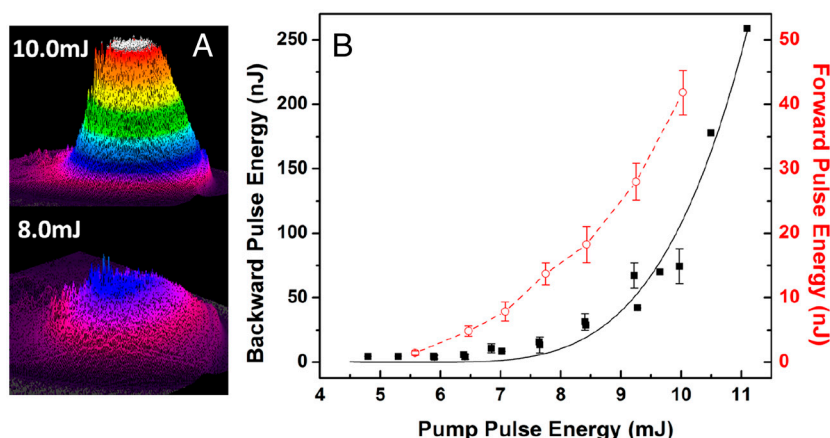 10.0mJ
A
8.0mJ
B
Backward Pulse Energy (nJ)
250
200
150
100
50
0
4 5 6 7 8 9 10 11
Pump Pulse Energy (mJ)
50
40
30
20
10
0
Forward Pulse Energy (nJ)